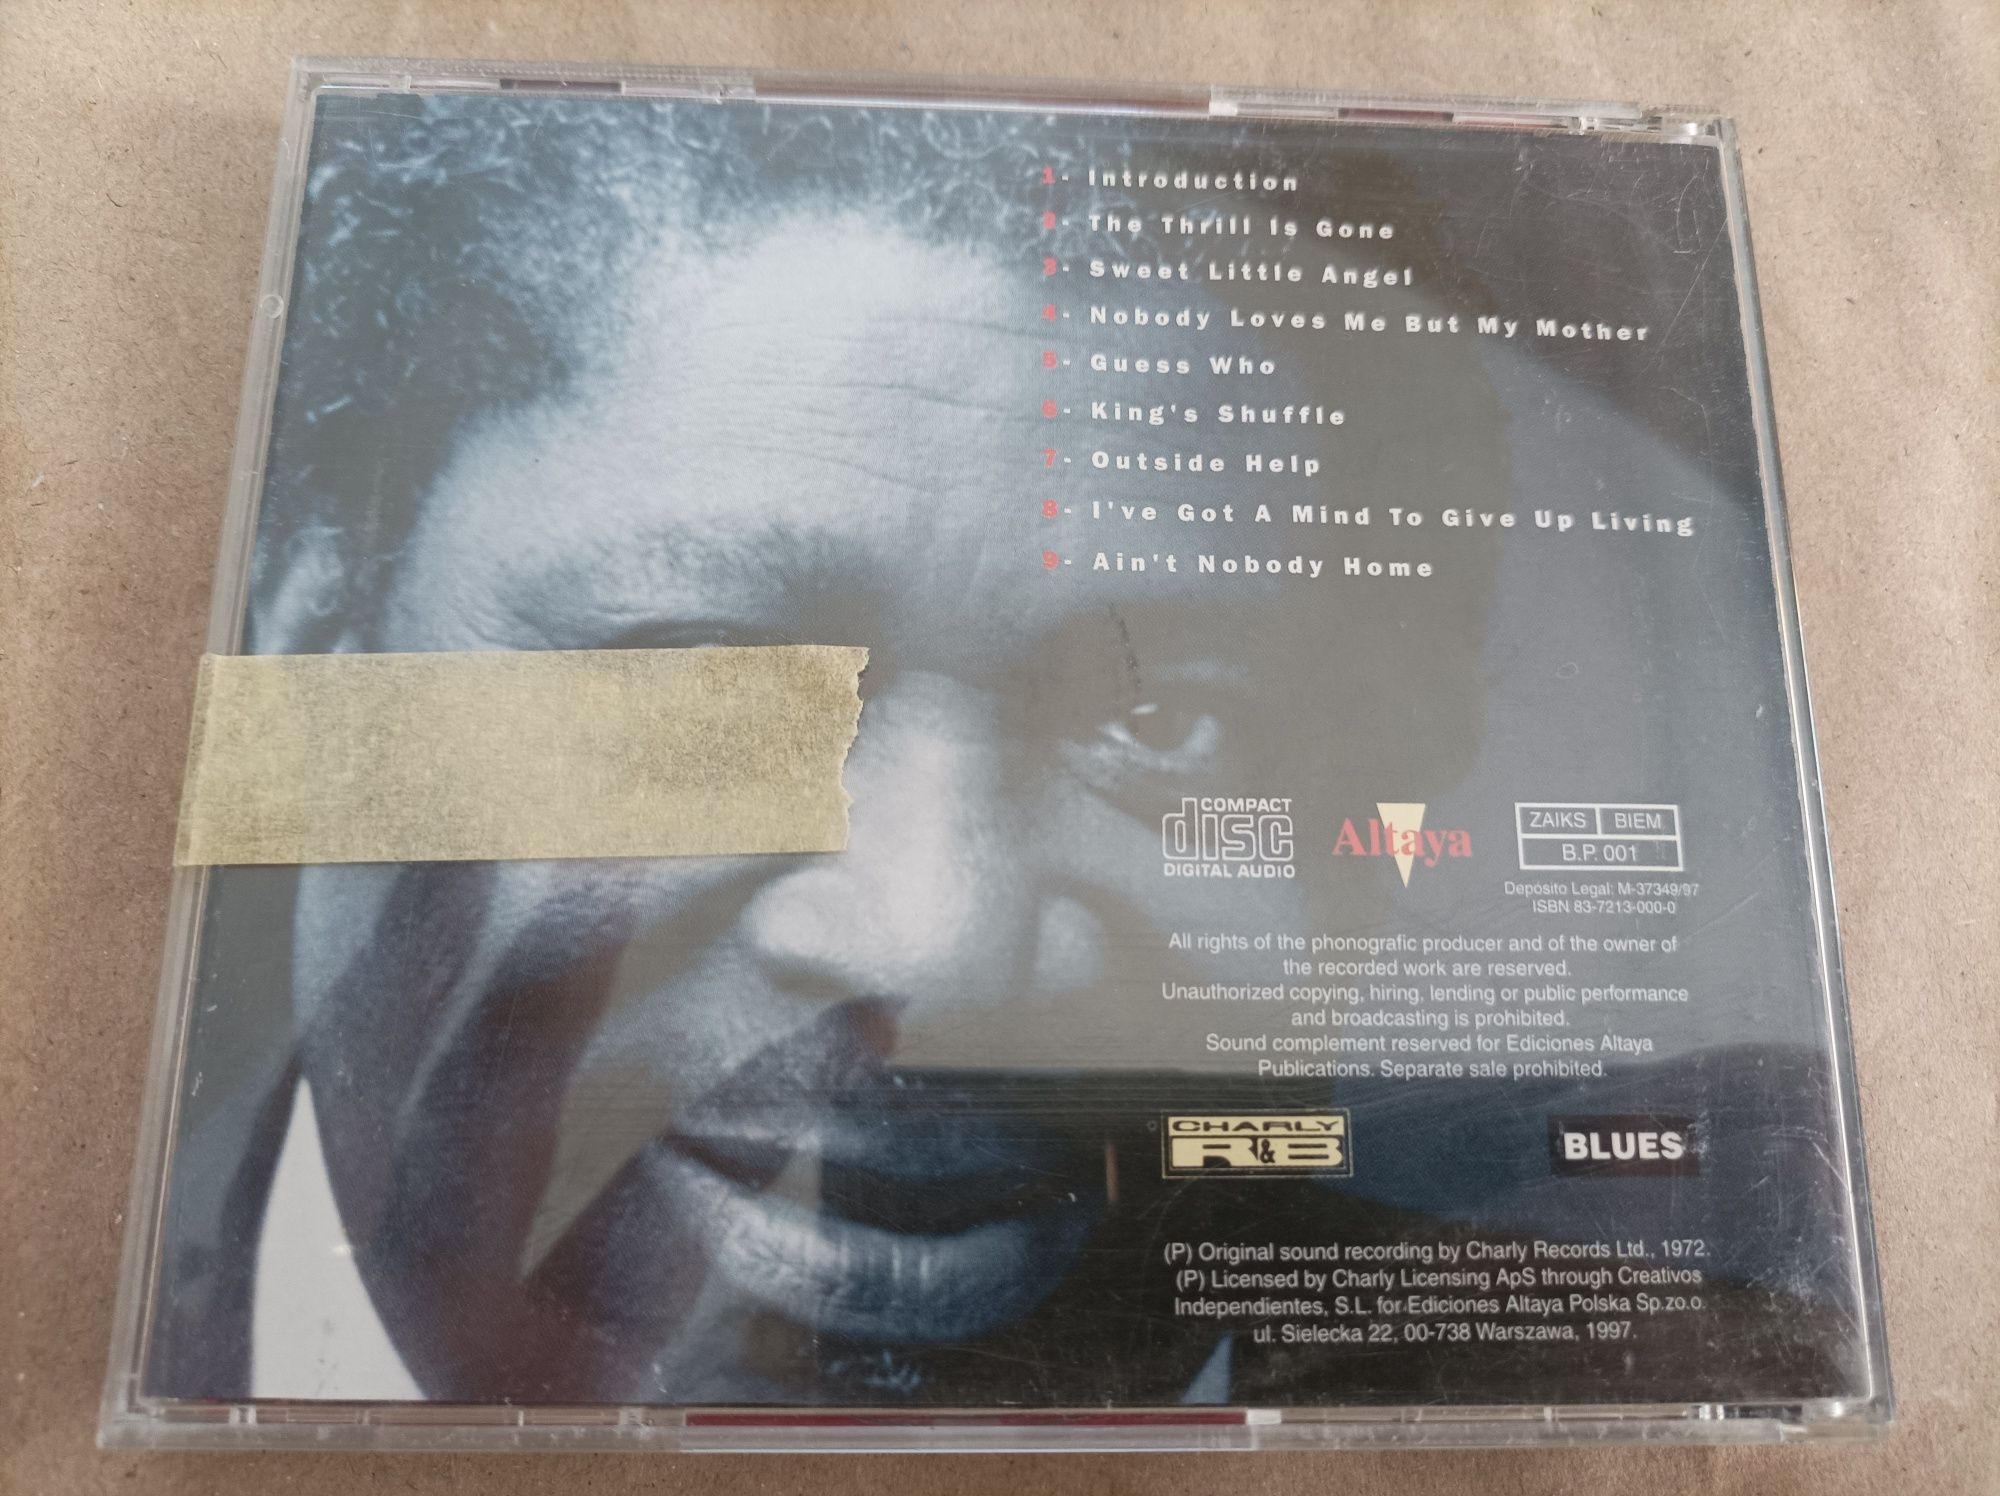 1- Introduction
2- The Thrill Is Gone
3- Sweet Little Angel
4- Nobody Loves Me But My Mother
5- Guess Who
6- King's Shuffle
7- Outside Help
8- I've Got A Mind To Give Up Living
9- Ain't Nobody Home
COMPACT
disc
DIGITAL AUDIO
Altaya
ZAIKS BIEM
B.P. 001
Depósito Legal: M-37349/97
ISBN 83-7213-000-0
All rights of the phonografic producer and of the owner of
the recorded work are reserved.
Unauthorized copying, hiring, lending or public performance
and broadcasting is prohibited.
Sound complement reserved for Ediciones Altaya
Publications. Separate sale prohibited.
CHARLY
R&B
BLUES
(P) Original sound recording by Charly Records Ltd., 1972.
(P) Licensed by Charly Licensing ApS through Creativos
Independientes, S.L. for Ediciones Altaya Polska Sp.zo.o.
ul. Sielecka 22, 00-738 Warszawa, 1997.